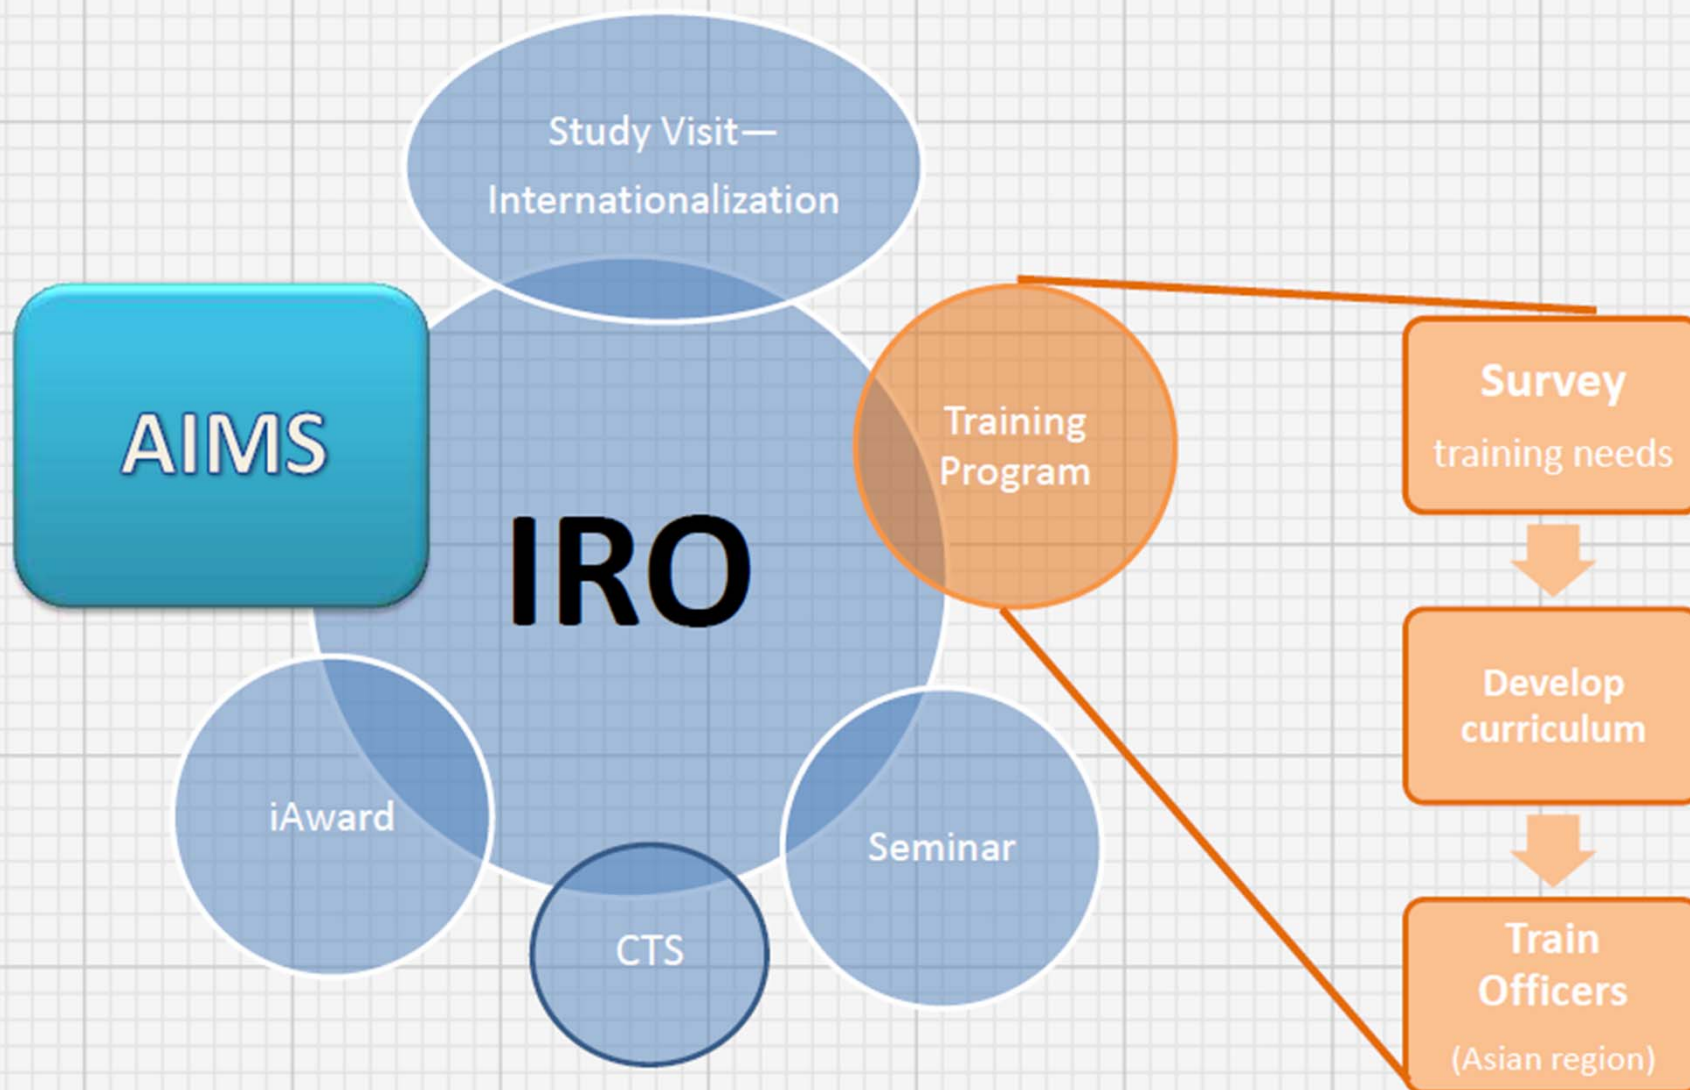 Study Visit—
Internationalization
AIMS
IRO
Training
Program
iAward
CTS
Seminar
Survey
training needs
Develop
curriculum
Train
Officers
(Asian region)